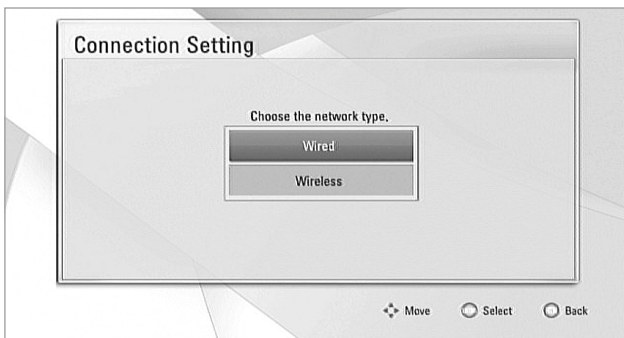 Connection Setting
Choose the network type.
Wired
Wireless
Move Select Back